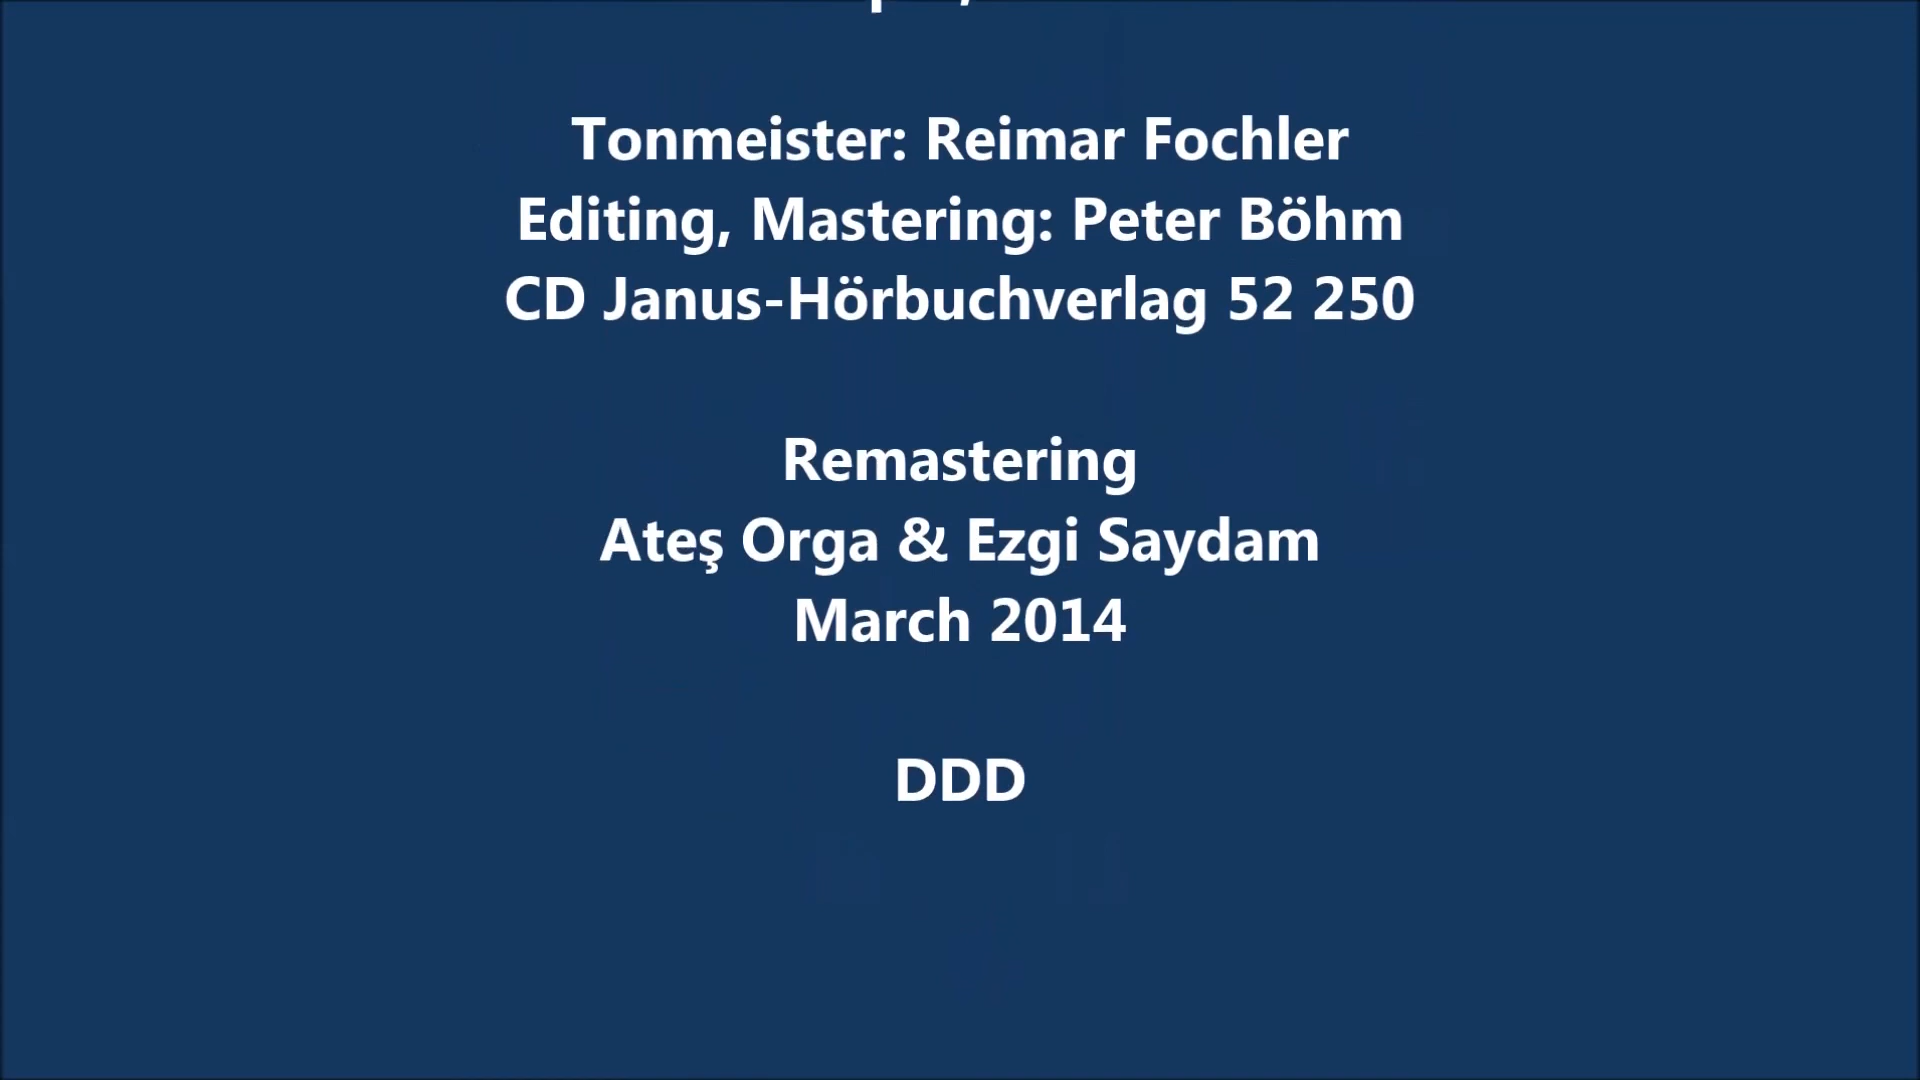 Tonmeister: Reimar Fochler
Editing, Mastering: Peter Böhm
CD Janus-Hörbuchverlag 52 250
Remastering
Ateş Orga & Ezgi Saydam
March 2014
DDD